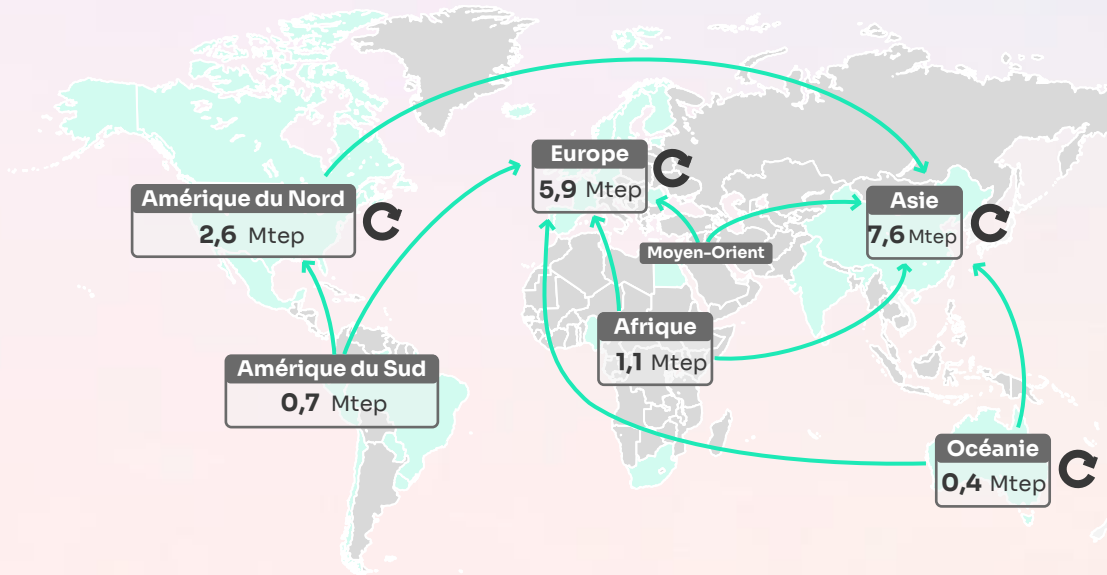 Europe
5,9 Mtep
Amérique du Nord
2,6 Mtep
Asie
7,6 Mtep
Moyen-Orient
Afrique
1,1 Mtep
Amérique du Sud
0,7 Mtep
Océanie
0,4 Mtep